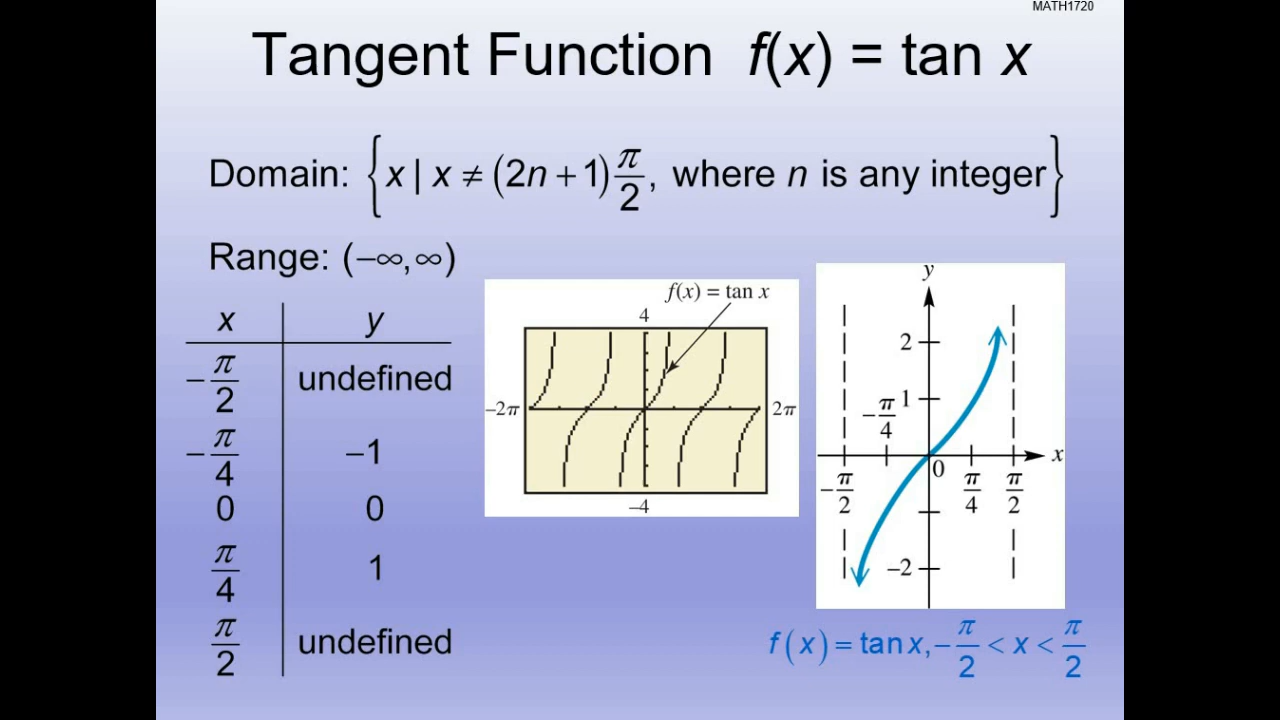 MATH1720
Tangent Function f(x) = tan x
Domain: {x | x ≠ (2n + 1) π/2, where n is any integer}
Range: (−∞, ∞)
x y
−π/2 undefined
−π/4 −1
0 0
π/4 1
π/2 undefined
f(x) = tan x
4
−2π 2π
−4
y
2
1
−π/4
0 x
−π/2 π/4 π/2
−2
f(x) = tan x, −π/2 < x < π/2